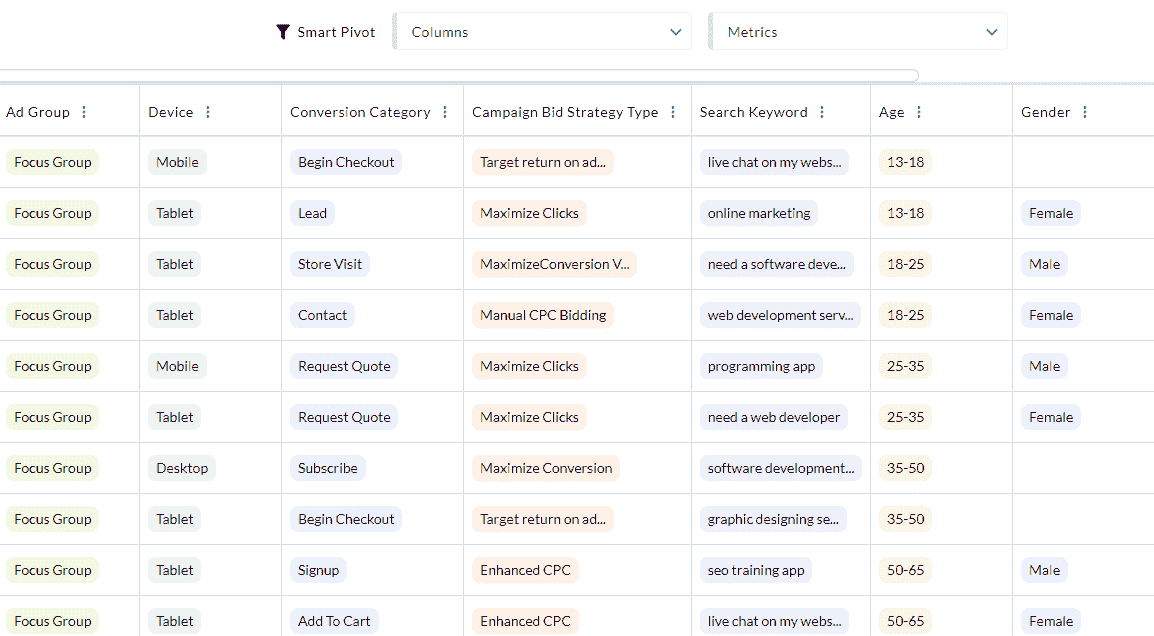 Smart Pivot Columns Metrics
Ad Group Device Conversion Category Campaign Bid Strategy Type Search Keyword Age Gender
Focus Group Mobile Begin Checkout Target return on ad... live chat on my webs... 13-18
Focus Group Tablet Lead Maximize Clicks online marketing 13-18 Female
Focus Group Tablet Store Visit MaximizeConversion V... need a software deve... 18-25 Male
Focus Group Tablet Contact Manual CPC Bidding web development serv... 18-25 Female
Focus Group Mobile Request Quote Maximize Clicks programming app 25-35 Male
Focus Group Tablet Request Quote Maximize Clicks need a web developer 25-35 Female
Focus Group Desktop Subscribe Maximize Conversion software development... 35-50
Focus Group Tablet Begin Checkout Target return on ad... graphic designing se... 35-50
Focus Group Tablet Signup Enhanced CPC seo training app 50-65 Male
Focus Group Tablet Add To Cart Enhanced CPC live chat on my webs... 50-65 Female